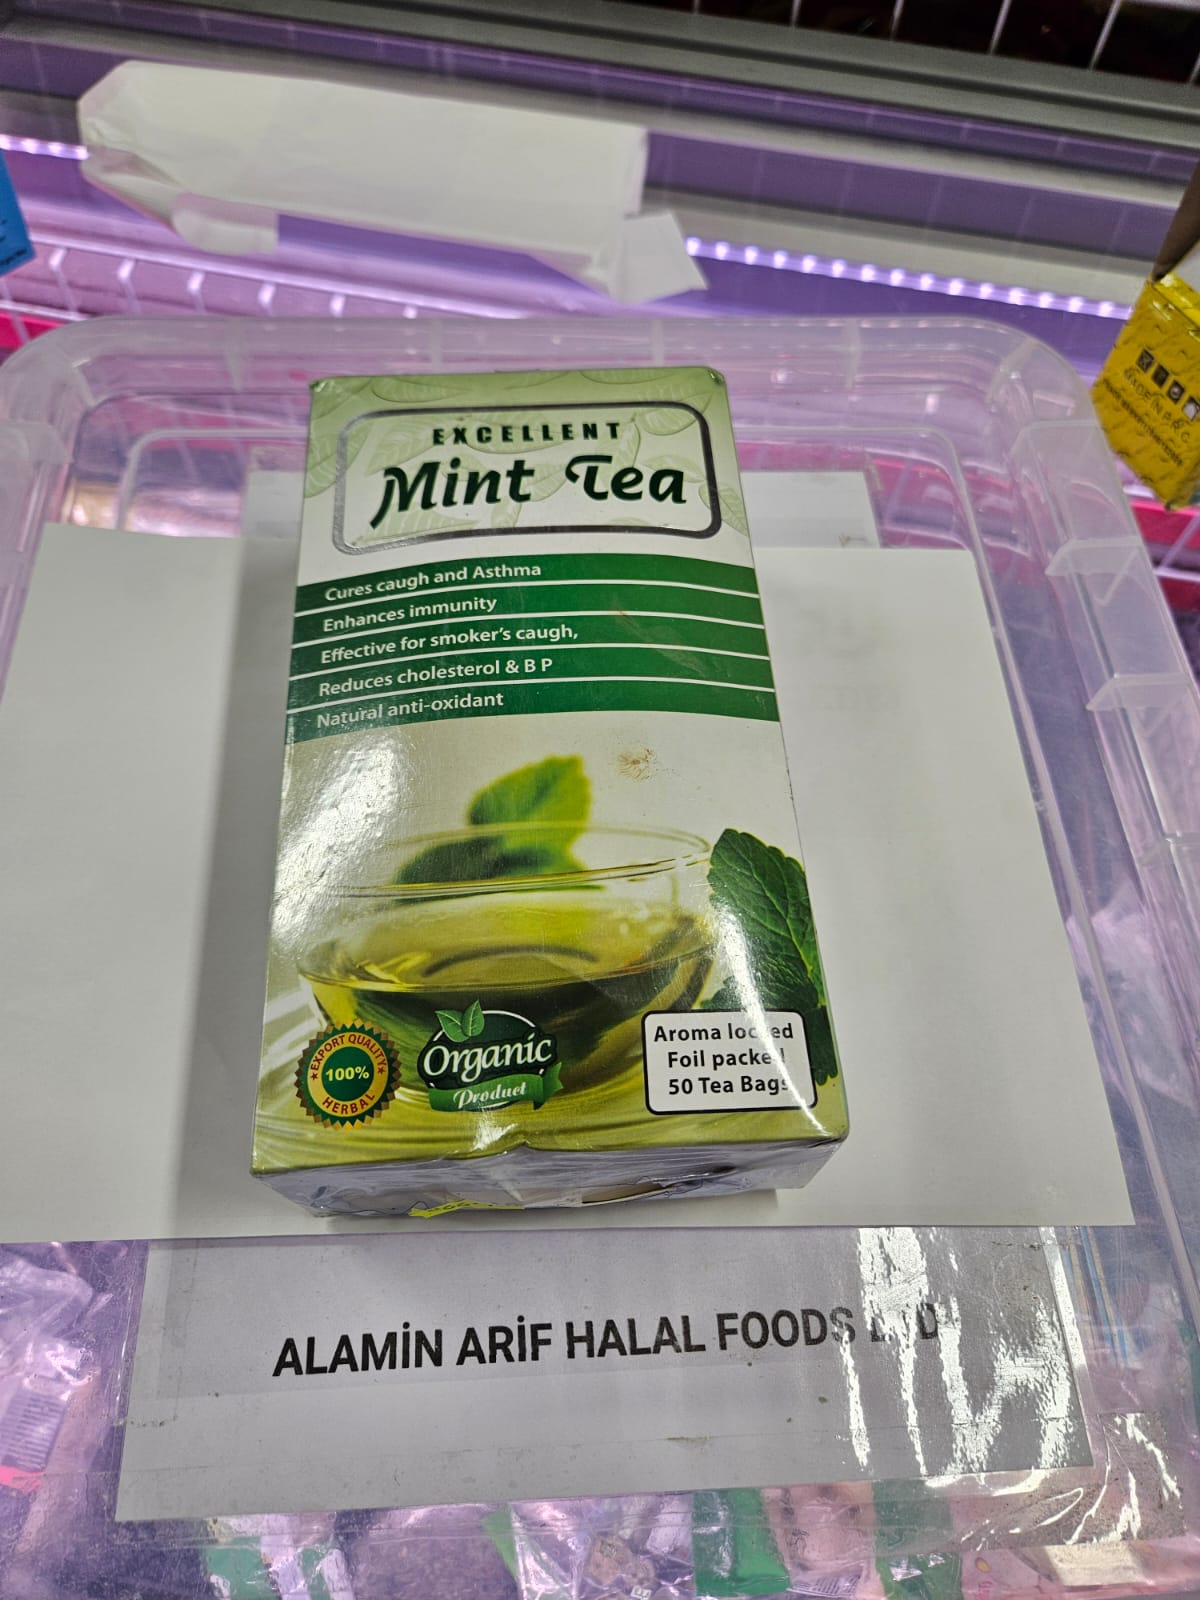 EXCELLENT
Mint Tea
Cures caugh and Asthma
Enhances immunity
Effective for smoker's caugh,
Reduces cholesterol & B P
Natural anti-oxidant
EXPORT QUALITY
100%
HERBAL
Organic
Product
Aroma locked
Foil packed
50 Tea Bags
ALAMİN ARİF HALAL FOODS LTD